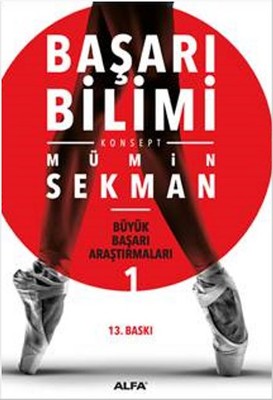 BAŞARI
BİLİMİ
KONSEPT
MÜMİN
SEKMAN
BÜYÜK
BAŞARI
ARAŞTIRMALARI
1
13. BASKI
ALFA